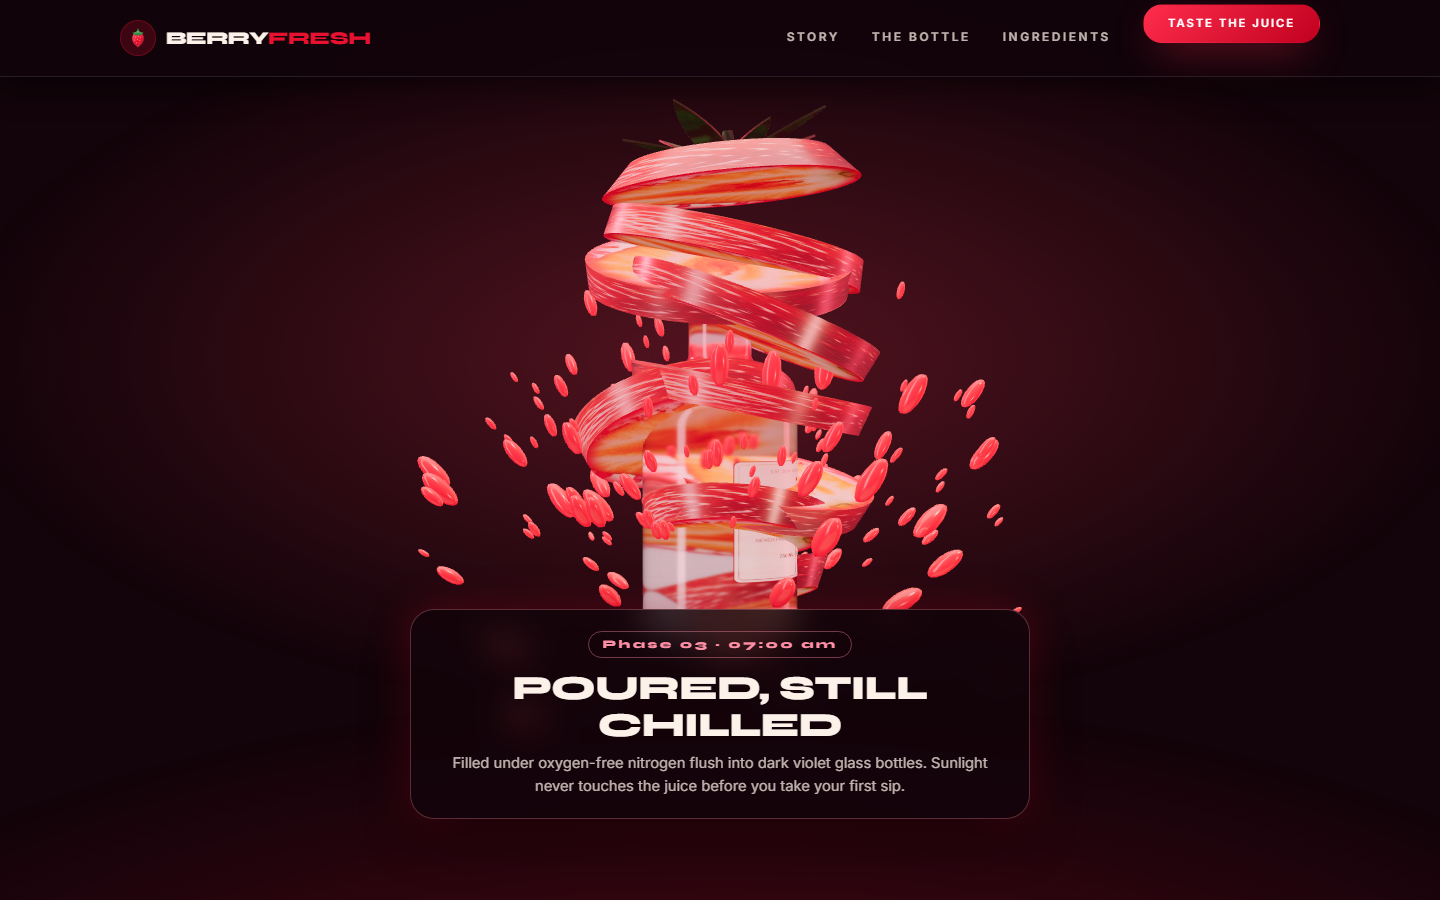 BERRYFRESH
STORY
THE BOTTLE
INGREDIENTS
TASTE THE JUICE
Phase 03 · 07:00 am
POURED, STILL
CHILLED
Filled under oxygen-free nitrogen flush into dark violet glass bottles. Sunlight
never touches the juice before you take your first sip.